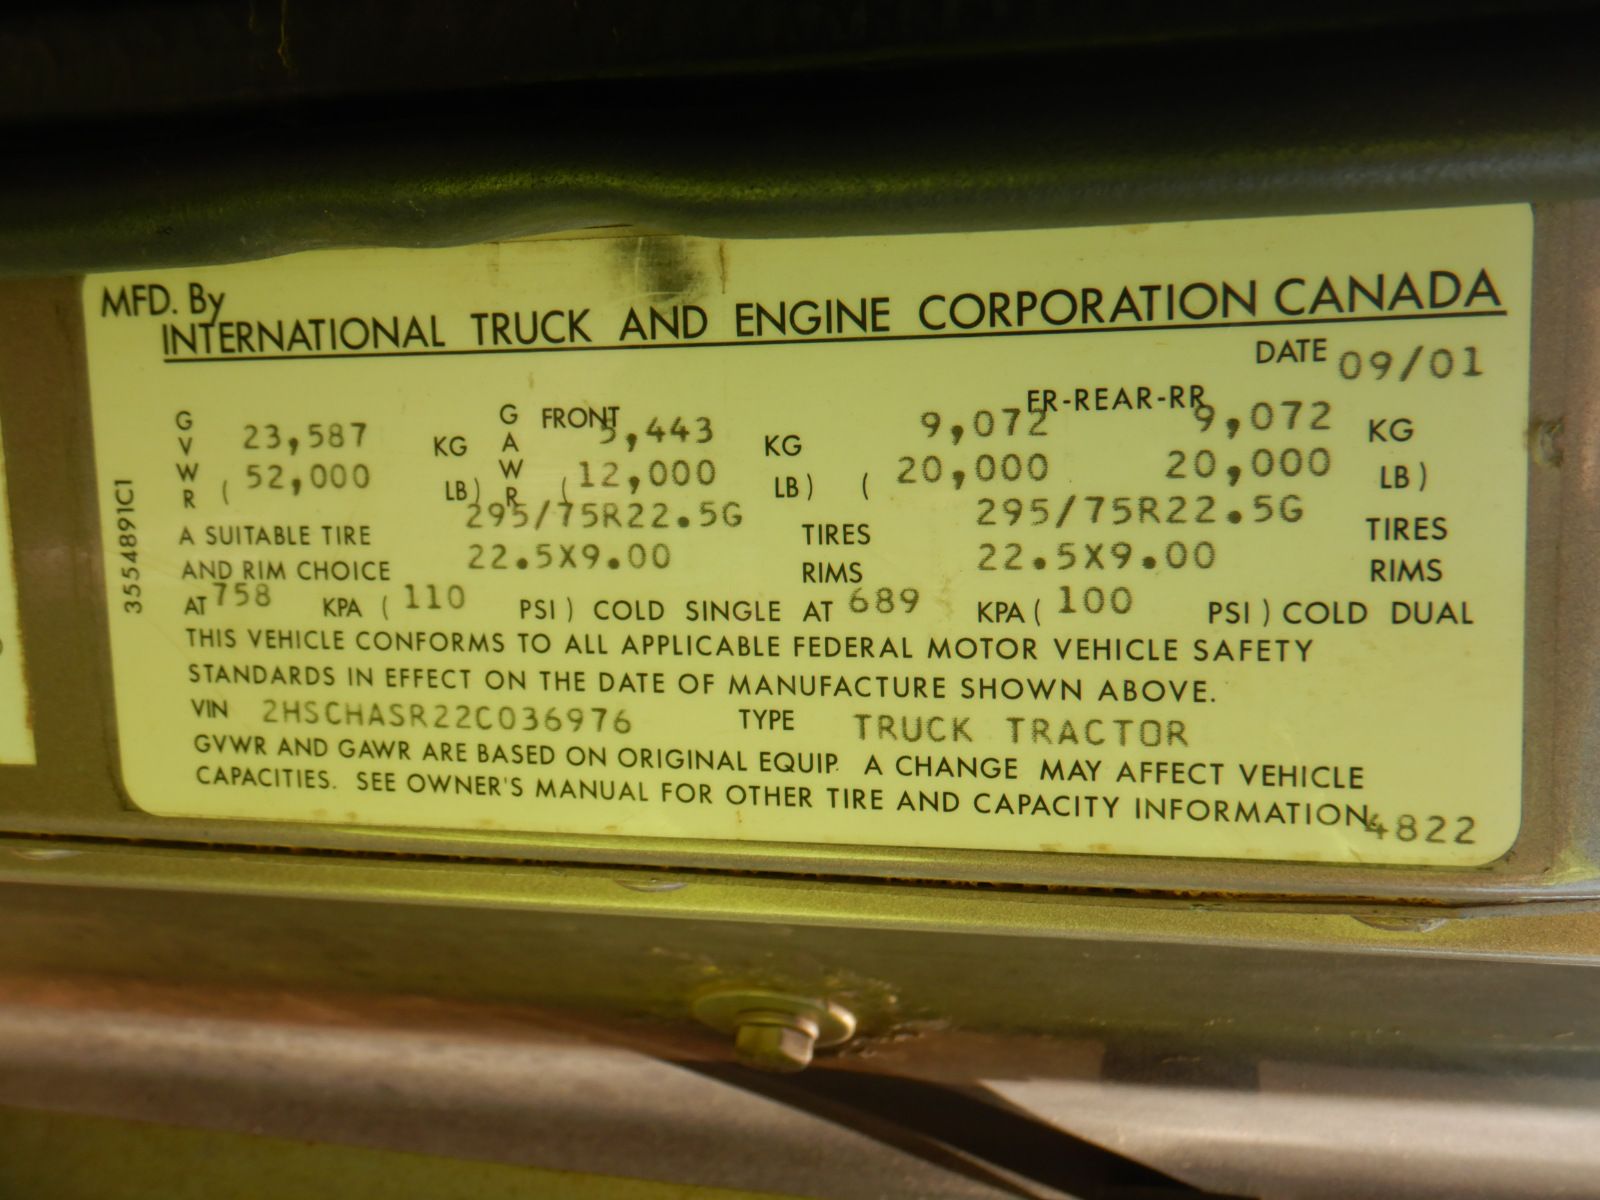 MFD. By
INTERNATIONAL TRUCK AND ENGINE CORPORATION CANADA
DATE 09/01
GVWR 23,587 KG GAWR FRONT 5,443 KG FR-REAR-RR 9,072 9,072 KG
( 52,000 LB) ( 12,000 LB) ( 20,000 20,000 LB)
A SUITABLE TIRE 295/75R22.5G TIRES 295/75R22.5G TIRES
AND RIM CHOICE 22.5X9.00 RIMS 22.5X9.00 RIMS
AT 758 KPA ( 110 PSI) COLD SINGLE AT 689 KPA ( 100 PSI) COLD DUAL
THIS VEHICLE CONFORMS TO ALL APPLICABLE FEDERAL MOTOR VEHICLE SAFETY
STANDARDS IN EFFECT ON THE DATE OF MANUFACTURE SHOWN ABOVE.
VIN 2HSCHASR22C036976 TYPE TRUCK TRACTOR
GVWR AND GAWR ARE BASED ON ORIGINAL EQUIP. A CHANGE MAY AFFECT VEHICLE
CAPACITIES. SEE OWNER'S MANUAL FOR OTHER TIRE AND CAPACITY INFORMATION.
4822
3554891C1